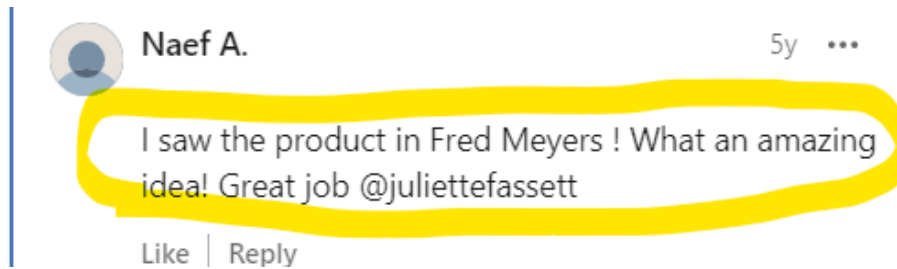 Naef A.
5y
I saw the product in Fred Meyers ! What an amazing
idea! Great job @juliettefassett
Like | Reply